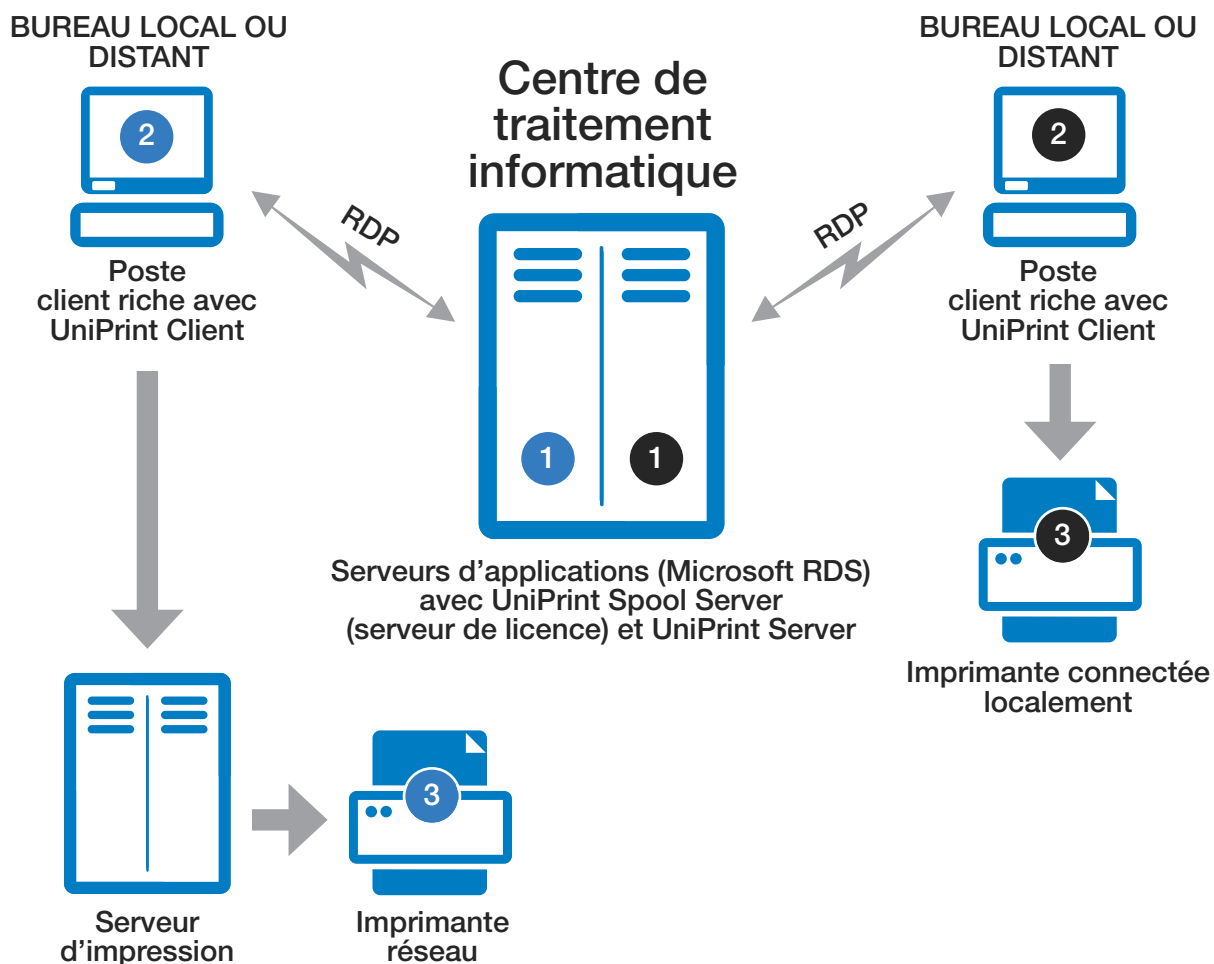 BUREAU LOCAL OU
DISTANT
2
Poste
client riche avec
UniPrint Client
RDP
Centre de
traitement
informatique
1
1
Serveurs d’applications (Microsoft RDS)
avec UniPrint Spool Server
(serveur de licence) et UniPrint Server
RDP
BUREAU LOCAL OU
DISTANT
2
Poste
client riche avec
UniPrint Client
3
Imprimante connectée
localement
Serveur
d’impression
3
Imprimante
réseau